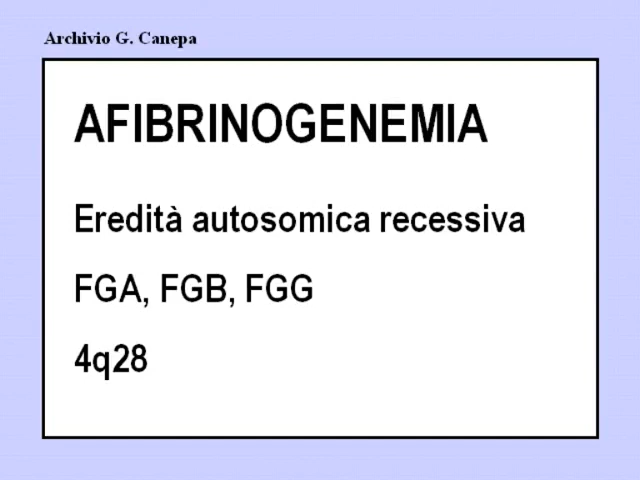 Archivio G. Canepa
AFIBRINOGENEMIA
Eredità autosomica recessiva
FGA, FGB, FGG
4q28